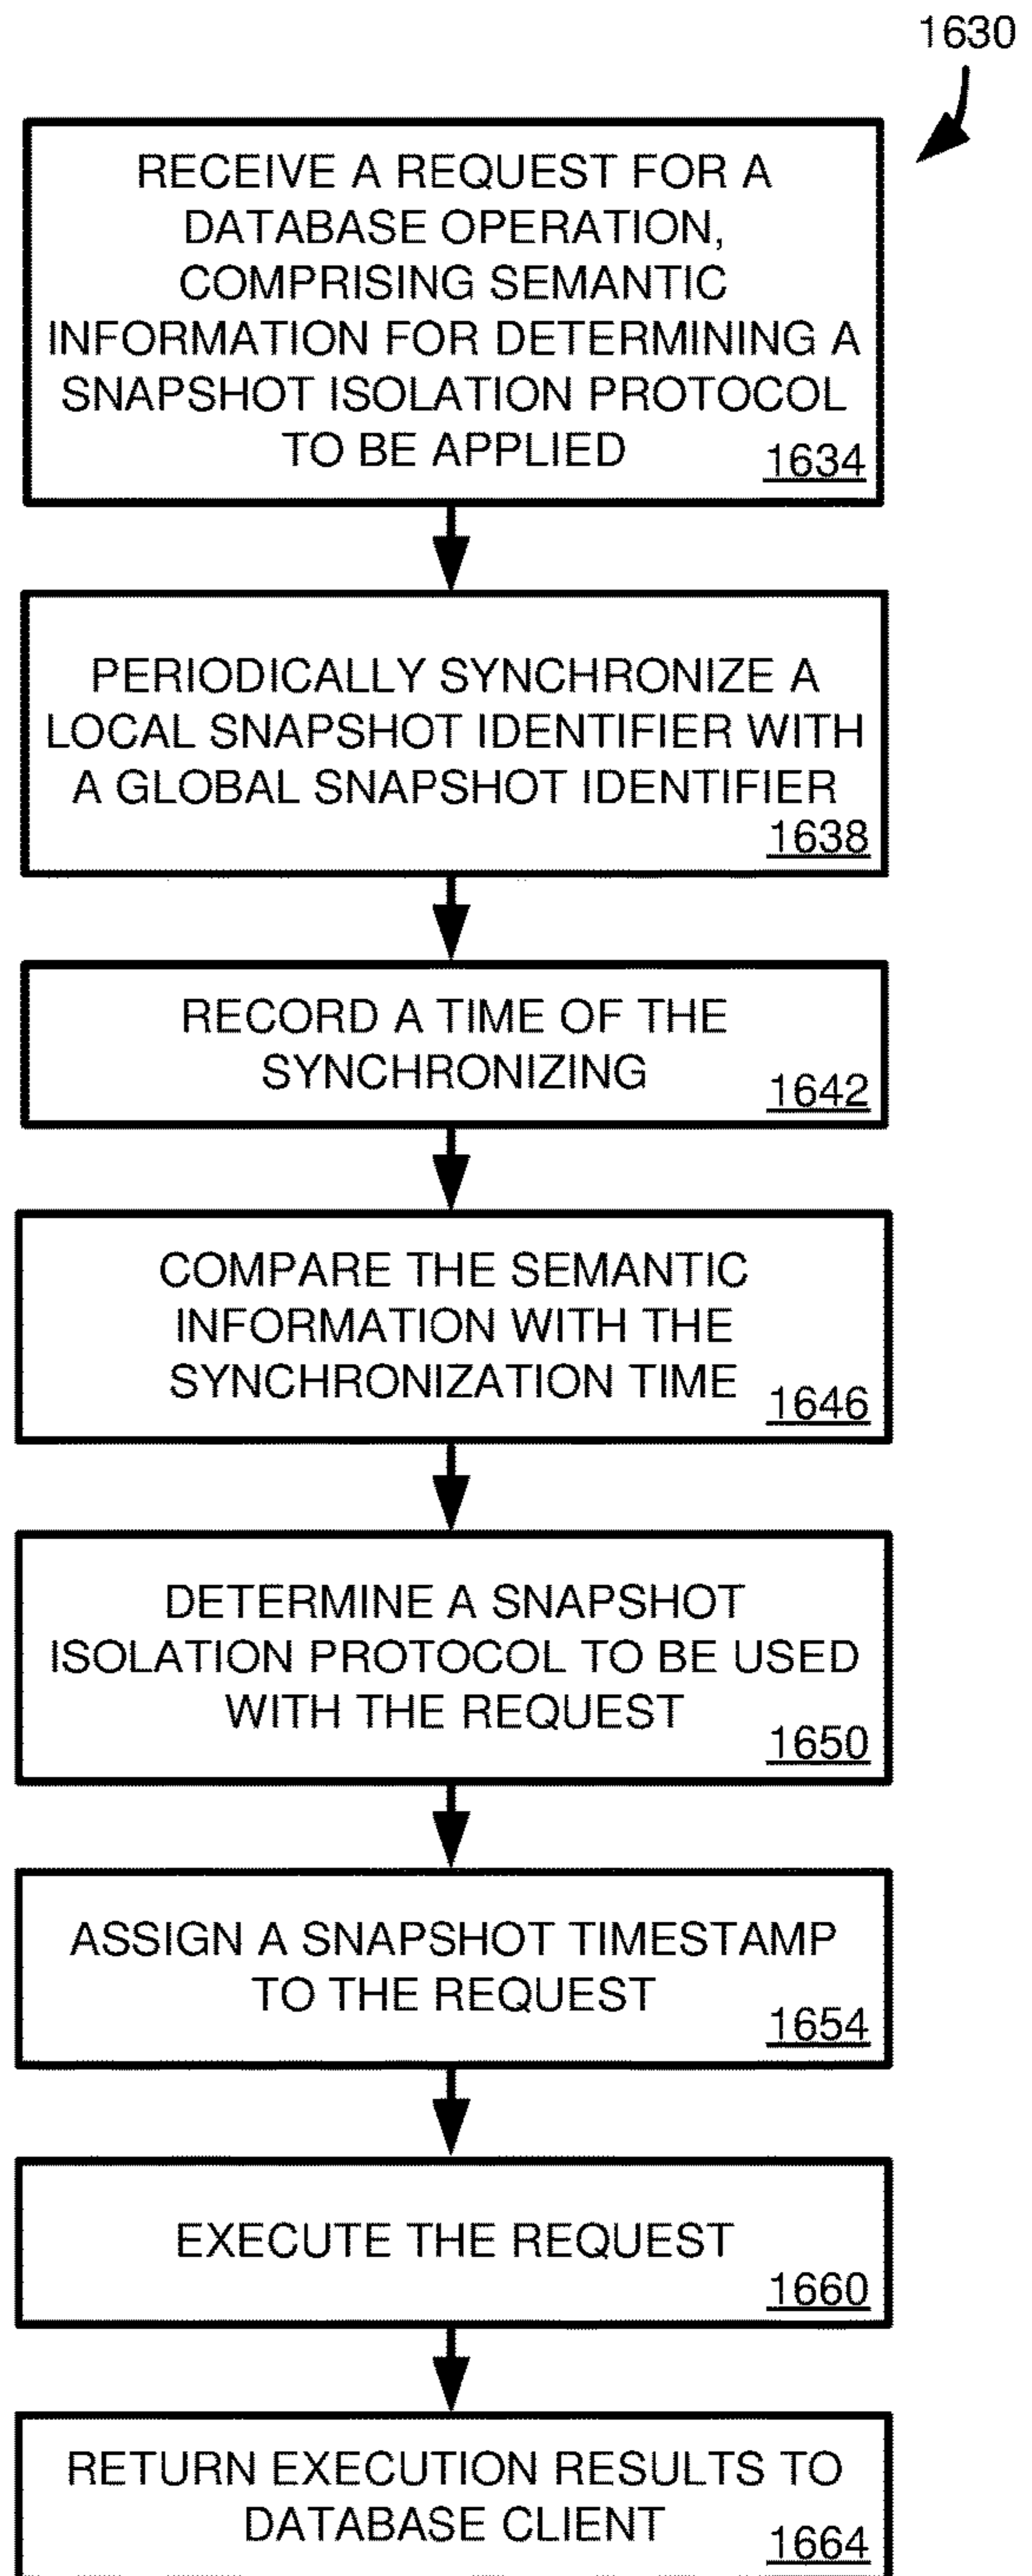 1630
RECEIVE A REQUEST FOR A
DATABASE OPERATION,
COMPRISING SEMANTIC
INFORMATION FOR DETERMINING A
SNAPSHOT ISOLATION PROTOCOL
TO BE APPLIED
1634
PERIODICALLY SYNCHRONIZE A
LOCAL SNAPSHOT IDENTIFIER WITH
A GLOBAL SNAPSHOT IDENTIFIER
1638
RECORD A TIME OF THE
SYNCHRONIZING
1642
COMPARE THE SEMANTIC
INFORMATION WITH THE
SYNCHRONIZATION TIME
1646
DETERMINE A SNAPSHOT
ISOLATION PROTOCOL TO BE USED
WITH THE REQUEST
1650
ASSIGN A SNAPSHOT TIMESTAMP
TO THE REQUEST
1654
EXECUTE THE REQUEST
1660
RETURN EXECUTION RESULTS TO
DATABASE CLIENT
1664